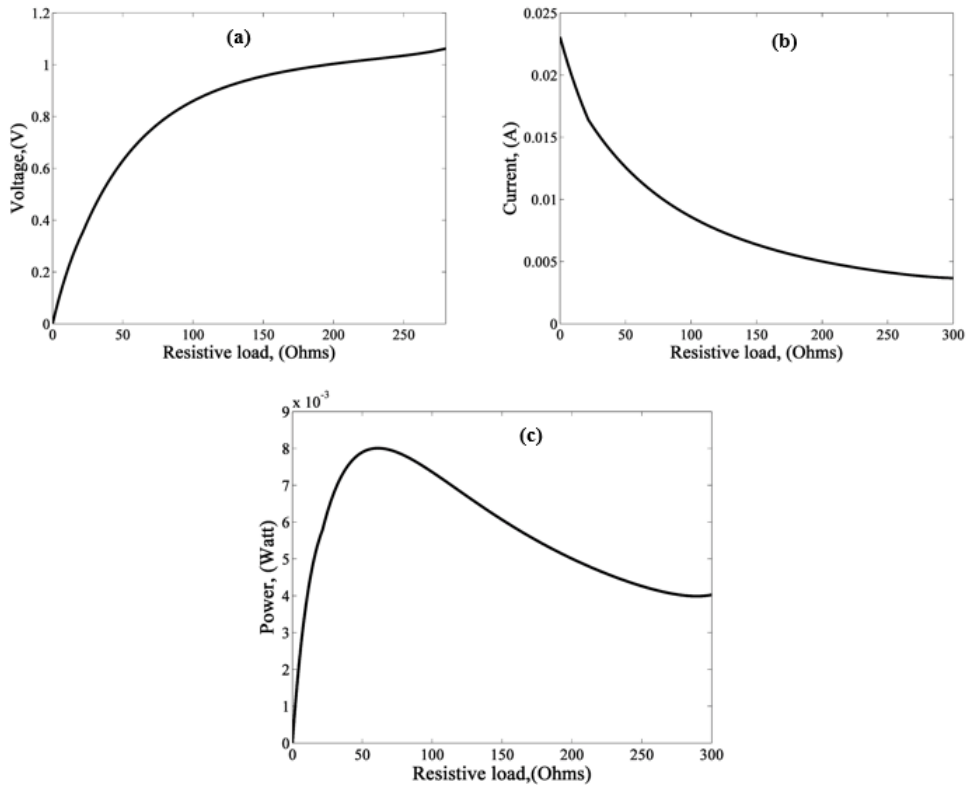 (a)
1.2
1
0.8
0.6
0.4
0.2
0
Voltage,(V)
0 50 100 150 200 250
Resistive load, (Ohms)
(b)
0.025
0.02
0.015
0.01
0.005
0
Current, (A)
0 50 100 150 200 250 300
Resistive load, (Ohms)
x 10-3
(c)
9
8
7
6
5
4
3
2
1
0
Power, (Watt)
0 50 100 150 200 250 300
Resistive load,(Ohms)